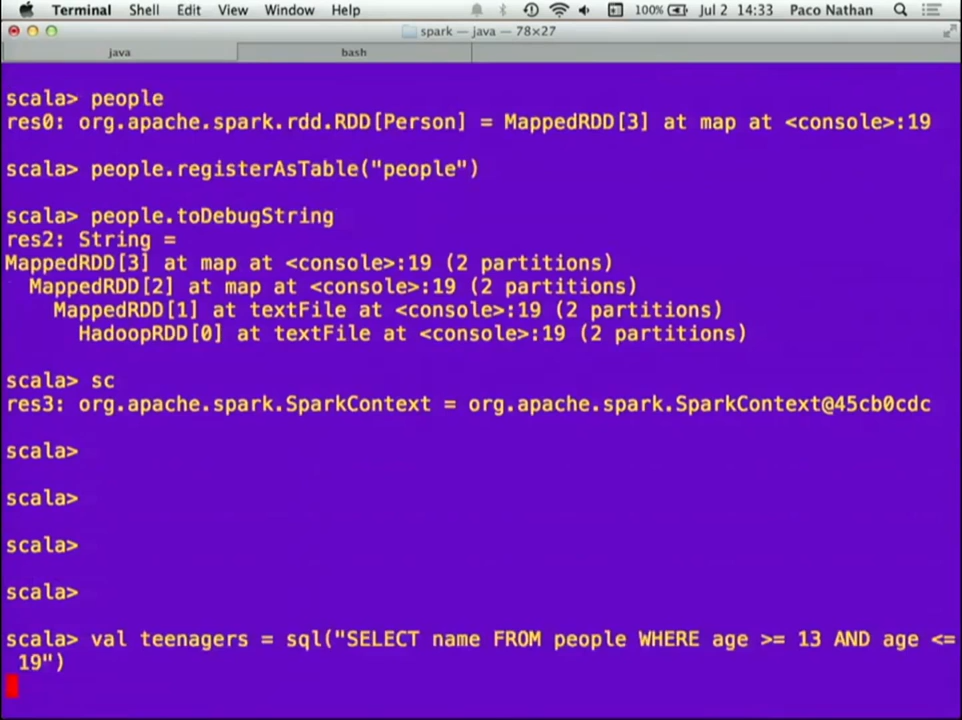 Terminal Shell Edit View Window Help 100% Jul 2 14:33 Paco Nathan
spark — java — 78×27
java bash
scala> people
res0: org.apache.spark.rdd.RDD[Person] = MappedRDD[3] at map at <console>:19
scala> people.registerAsTable("people")
scala> people.toDebugString
res2: String =
MappedRDD[3] at map at <console>:19 (2 partitions)
MappedRDD[2] at map at <console>:19 (2 partitions)
MappedRDD[1] at textFile at <console>:19 (2 partitions)
HadoopRDD[0] at textFile at <console>:19 (2 partitions)
scala> sc
res3: org.apache.spark.SparkContext = org.apache.spark.SparkContext@45cb0cdc
scala>
scala>
scala>
scala>
scala> val teenagers = sql("SELECT name FROM people WHERE age >= 13 AND age <=
19")